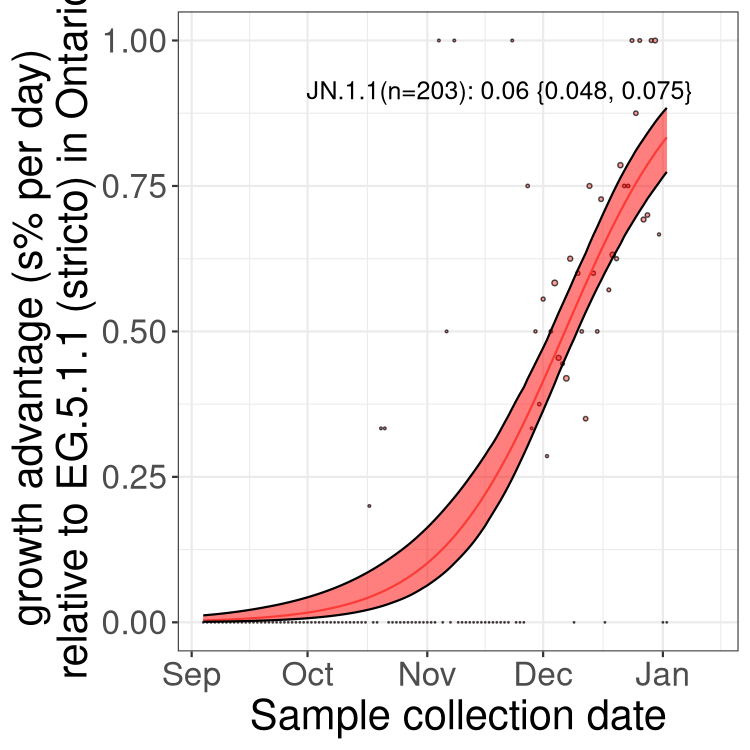 growth advantage (s% per day)
relative to EG.5.1.1 (stricto) in Ontario
1.00
0.75
0.50
0.25
0.00
JN.1.1(n=203): 0.06 {0.048, 0.075}
Sep Oct Nov Dec Jan
Sample collection date